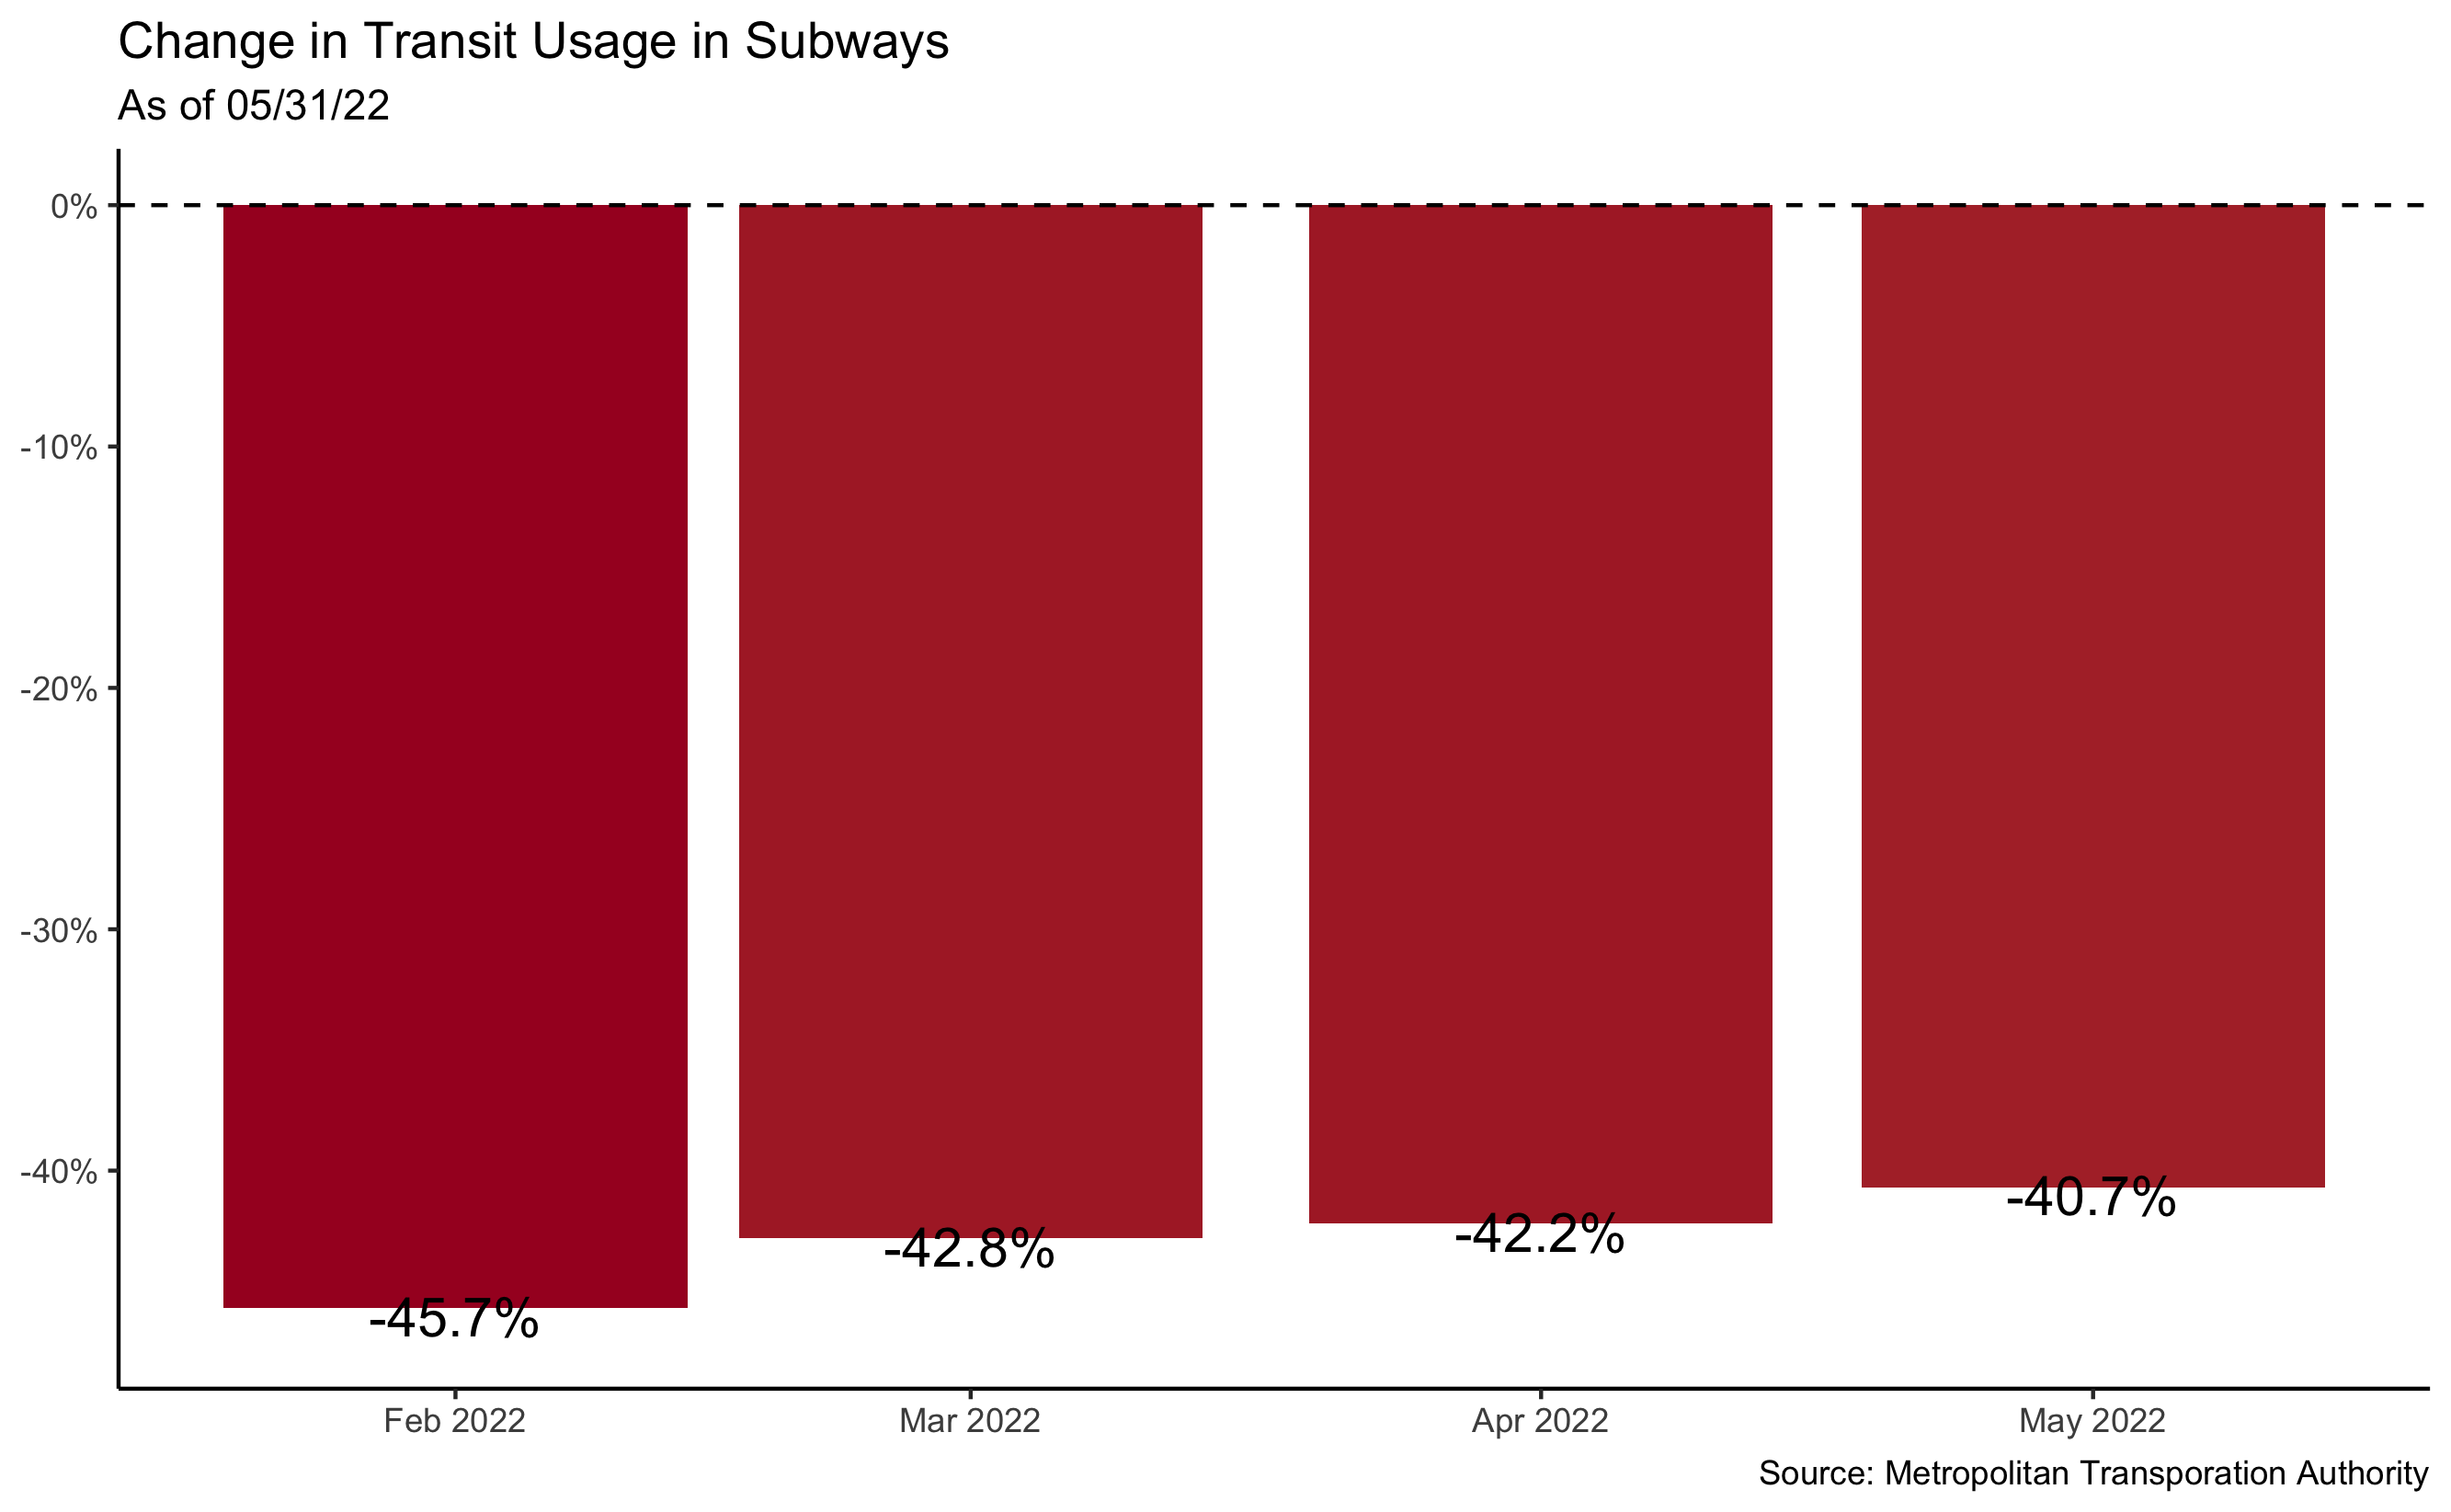 Change in Transit Usage in Subways
As of 05/31/22
0%
-10%
-20%
-30%
-40%
-45.7%
-42.8%
-42.2%
-40.7%
Feb 2022
Mar 2022
Apr 2022
May 2022
Source: Metropolitan Transporation Authority